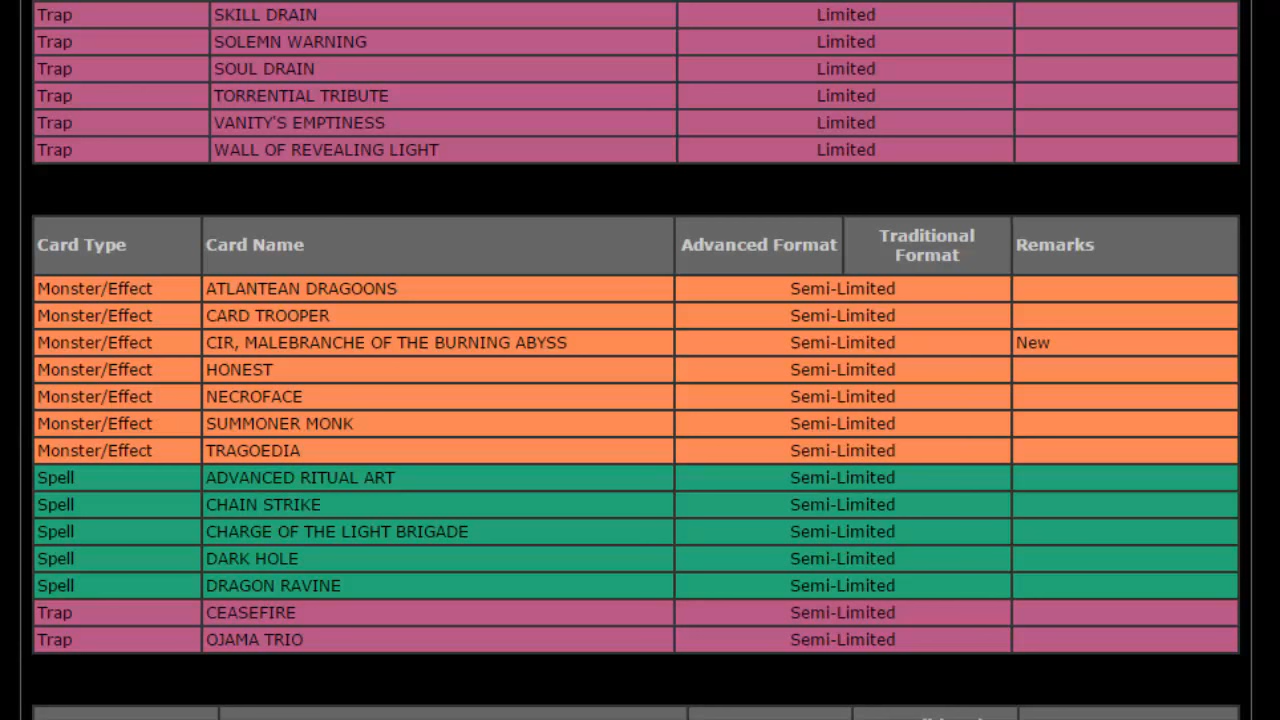 Trap SKILL DRAIN Limited
Trap SOLEMN WARNING Limited
Trap SOUL DRAIN Limited
Trap TORRENTIAL TRIBUTE Limited
Trap VANITY'S EMPTINESS Limited
Trap WALL OF REVEALING LIGHT Limited
Card Type Card Name Advanced Format Traditional Format Remarks
Monster/Effect ATLANTEAN DRAGOONS Semi-Limited
Monster/Effect CARD TROOPER Semi-Limited
Monster/Effect CIR, MALEBRANCHE OF THE BURNING ABYSS Semi-Limited New
Monster/Effect HONEST Semi-Limited
Monster/Effect NECROFACE Semi-Limited
Monster/Effect SUMMONER MONK Semi-Limited
Monster/Effect TRAGOEDIA Semi-Limited
Spell ADVANCED RITUAL ART Semi-Limited
Spell CHAIN STRIKE Semi-Limited
Spell CHARGE OF THE LIGHT BRIGADE Semi-Limited
Spell DARK HOLE Semi-Limited
Spell DRAGON RAVINE Semi-Limited
Trap CEASEFIRE Semi-Limited
Trap OJAMA TRIO Semi-Limited